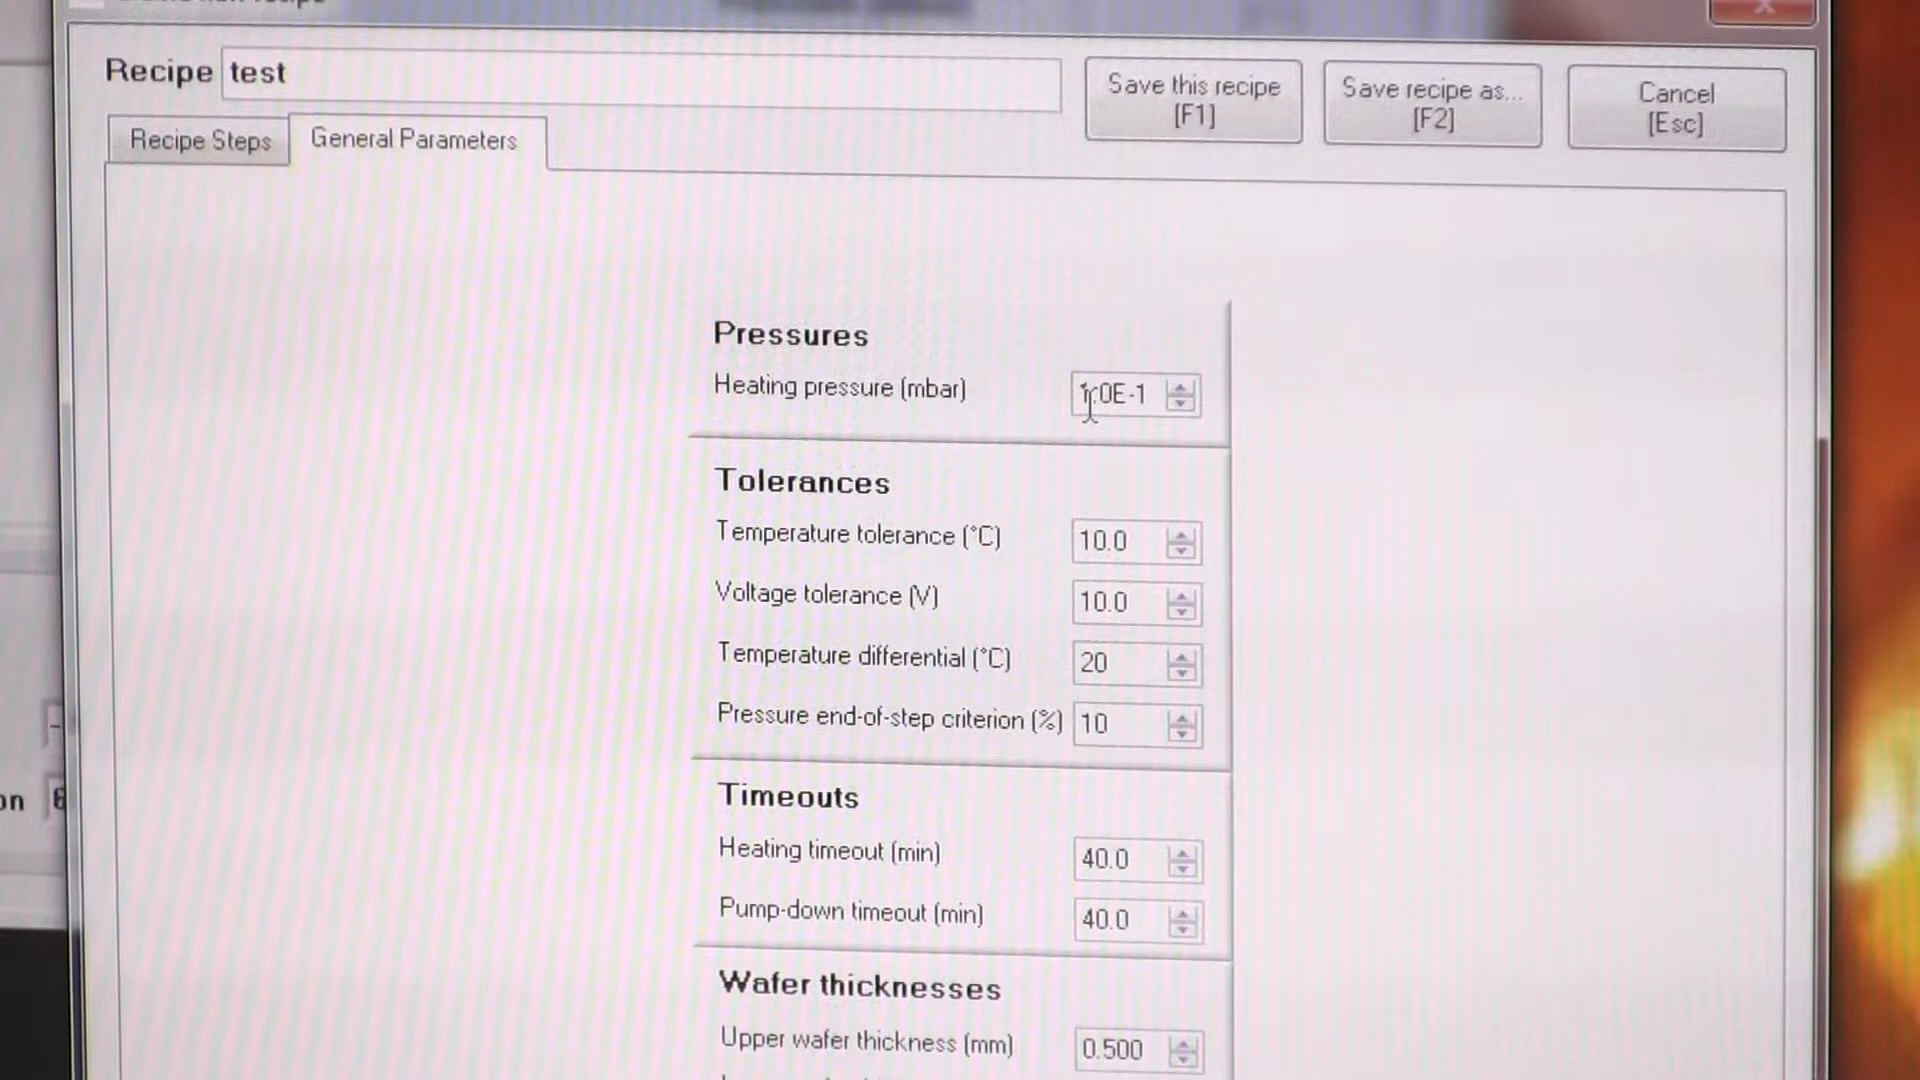 Recipe test
Save this recipe
[F1]
Save recipe as...
[F2]
Cancel
[Esc]
Recipe Steps
General Parameters
Pressures
Heating pressure (mbar) 1.0E-1
Tolerances
Temperature tolerance (°C) 10.0
Voltage tolerance (V) 10.0
Temperature differential (°C) 20
Pressure end-of-step criterion (%) 10
Timeouts
Heating timeout (min) 40.0
Pump-down timeout (min) 40.0
Wafer thicknesses
Upper wafer thickness (mm) 0.500